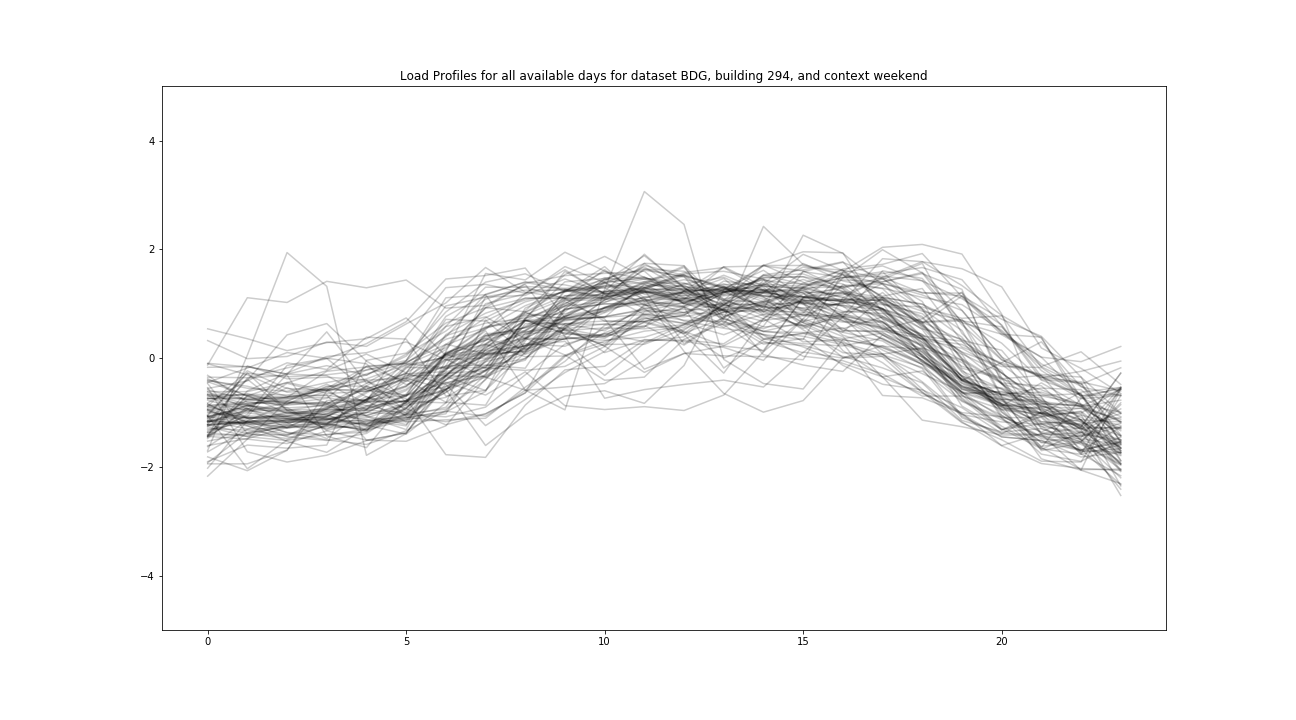 Load Profiles for all available days for dataset BDG, building 294, and context weekend
4
2
0
−2
−4
0 5 10 15 20